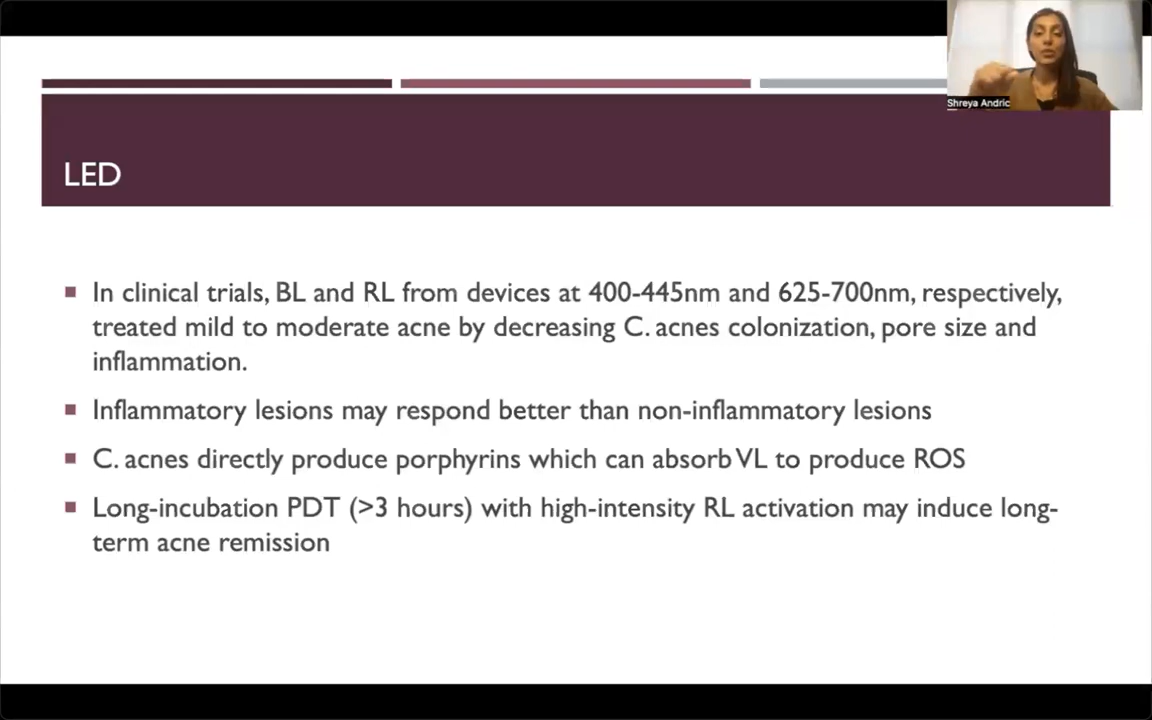 Shreya Andric
LED
In clinical trials, BL and RL from devices at 400-445nm and 625-700nm, respectively,
treated mild to moderate acne by decreasing C. acnes colonization, pore size and
inflammation.
Inflammatory lesions may respond better than non-inflammatory lesions
C. acnes directly produce porphyrins which can absorb VL to produce ROS
Long-incubation PDT (>3 hours) with high-intensity RL activation may induce long-
term acne remission